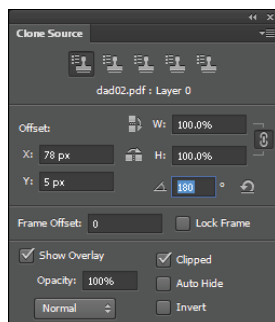 Clone Source
dad02.pdf : Layer 0
Offset: W: 100.0%
X: 78 px H: 100.0%
Y: 5 px 180 °
Frame Offset: 0 Lock Frame
Show Overlay Clipped
Opacity: 100% Auto Hide
Normal Invert